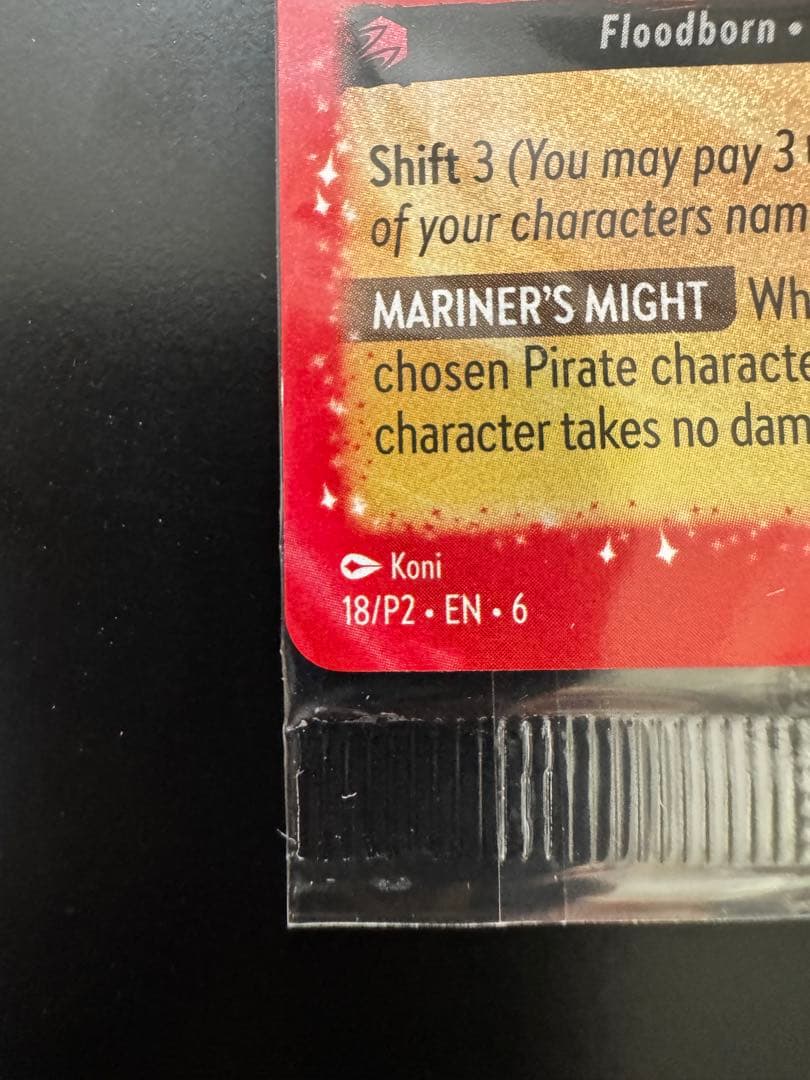 Floodborn •
Shift 3 (You may pay 3
of your characters nam
MARINER'S MIGHT Wh
chosen Pirate characte
character takes no dam
Koni
18/P2 • EN • 6